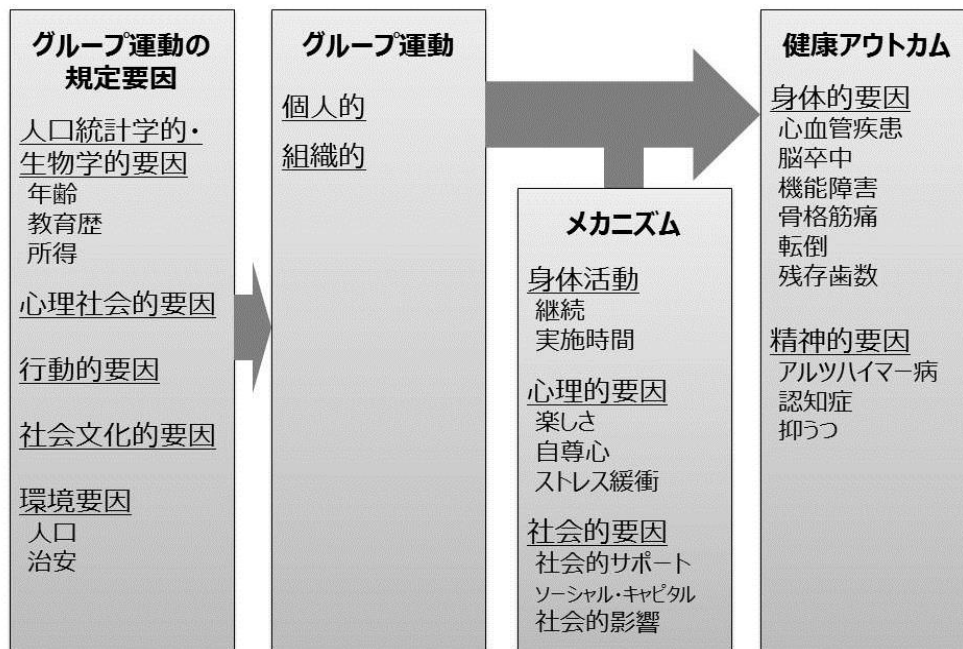 グループ運動の
規定要因
人口統計学的・
生物学的要因
年齢
教育歴
所得
心理社会的要因
行動的要因
社会文化的要因
環境要因
人口
治安
グループ運動
個人的
組織的
メカニズム
身体活動
継続
実施時間
心理的要因
楽しさ
自尊心
ストレス緩衝
社会的要因
社会的サポート
ソーシャル・キャピタル
社会的影響
健康アウトカム
身体的要因
心血管疾患
脳卒中
機能障害
骨格筋痛
転倒
残存歯数
精神的要因
アルツハイマー病
認知症
抑うつ